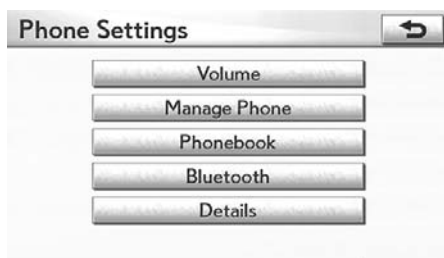 Phone Settings
Volume
Manage Phone
Phonebook
Bluetooth
Details